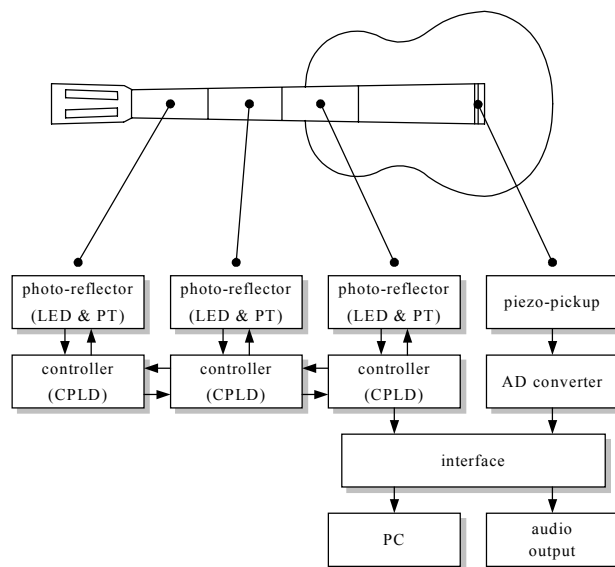 photo-reflector
(LED & PT)
photo-reflector
(LED & PT)
photo-reflector
(LED & PT)
piezo-pickup
controller
(CPLD)
controller
(CPLD)
controller
(CPLD)
AD converter
interface
PC
audio
output